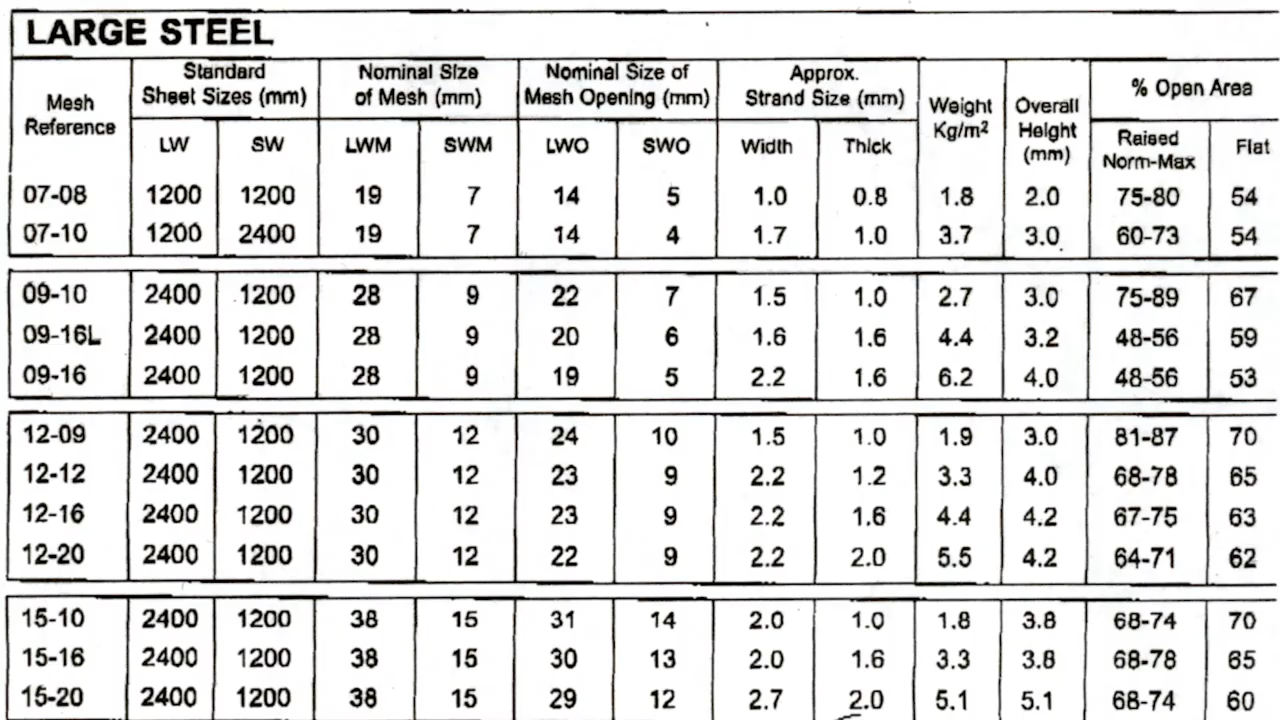 LARGE STEEL
Mesh Reference | Standard Sheet Sizes (mm) | Nominal Size of Mesh (mm) | Nominal Size of Mesh Opening (mm) | Approx. Strand Size (mm) | Weight Kg/m² | Overall Height (mm) | % Open Area
LW | SW | LWM | SWM | LWO | SWO | Width | Thick | Raised Norm-Max | Flat
07-08 | 1200 | 1200 | 19 | 7 | 14 | 5 | 1.0 | 0.8 | 1.8 | 2.0 | 75-80 | 54
07-10 | 1200 | 2400 | 19 | 7 | 14 | 4 | 1.7 | 1.0 | 3.7 | 3.0 | 60-73 | 54
09-10 | 2400 | 1200 | 28 | 9 | 22 | 7 | 1.5 | 1.0 | 2.7 | 3.0 | 75-89 | 67
09-16L | 2400 | 1200 | 28 | 9 | 20 | 6 | 1.6 | 1.6 | 4.4 | 3.2 | 48-56 | 59
09-16 | 2400 | 1200 | 28 | 9 | 19 | 5 | 2.2 | 1.6 | 6.2 | 4.0 | 48-56 | 53
12-09 | 2400 | 1200 | 30 | 12 | 24 | 10 | 1.5 | 1.0 | 1.9 | 3.0 | 81-87 | 70
12-12 | 2400 | 1200 | 30 | 12 | 23 | 9 | 2.2 | 1.2 | 3.3 | 4.0 | 68-78 | 65
12-16 | 2400 | 1200 | 30 | 12 | 23 | 9 | 2.2 | 1.6 | 4.4 | 4.2 | 67-75 | 63
12-20 | 2400 | 1200 | 30 | 12 | 22 | 9 | 2.2 | 2.0 | 5.5 | 4.2 | 64-71 | 62
15-10 | 2400 | 1200 | 38 | 15 | 31 | 14 | 2.0 | 1.0 | 1.8 | 3.8 | 68-74 | 70
15-16 | 2400 | 1200 | 38 | 15 | 30 | 13 | 2.0 | 1.6 | 3.3 | 3.8 | 68-78 | 65
15-20 | 2400 | 1200 | 38 | 15 | 29 | 12 | 2.7 | 2.0 | 5.1 | 5.1 | 68-74 | 60